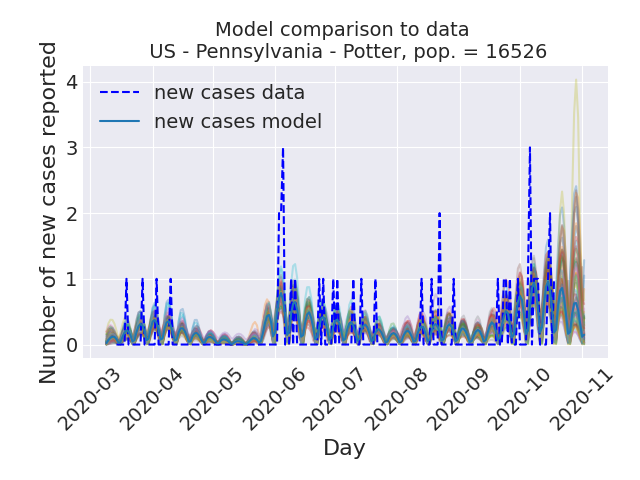 Model comparison to data
US - Pennsylvania - Potter, pop. = 16526
Number of new cases reported
4
3
2
1
0
new cases data
new cases model
2020-03
2020-04
2020-05
2020-06
2020-07
2020-08
2020-09
2020-10
2020-11
Day